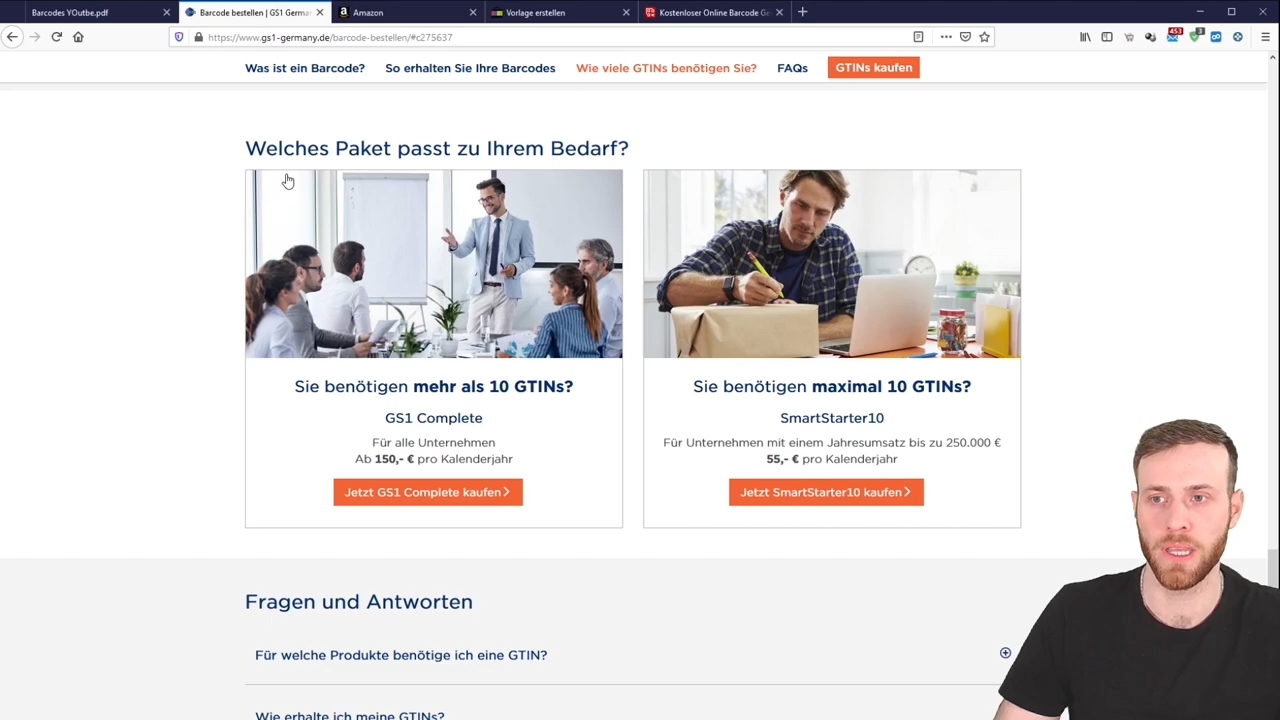 Barcodes YOutbe.pdf
Barcode bestellen | GS1 Germa
Amazon
Vorlage erstellen
Kostenloser Online Barcode Ge
https://www.gs1-germany.de/barcode-bestellen/#c275637
453
3
Was ist ein Barcode?
So erhalten Sie Ihre Barcodes
Wie viele GTINs benötigen Sie?
FAQs
GTINs kaufen
Welches Paket passt zu Ihrem Bedarf?
Sie benötigen mehr als 10 GTINs?
GS1 Complete
Für alle Unternehmen
Ab 150,- € pro Kalenderjahr
Jetzt GS1 Complete kaufen
Sie benötigen maximal 10 GTINs?
SmartStarter10
Für Unternehmen mit einem Jahresumsatz bis zu 250.000 €
55,- € pro Kalenderjahr
Jetzt SmartStarter10 kaufen
Fragen und Antworten
Für welche Produkte benötige ich eine GTIN?
Wie erhalte ich meine GTINs?